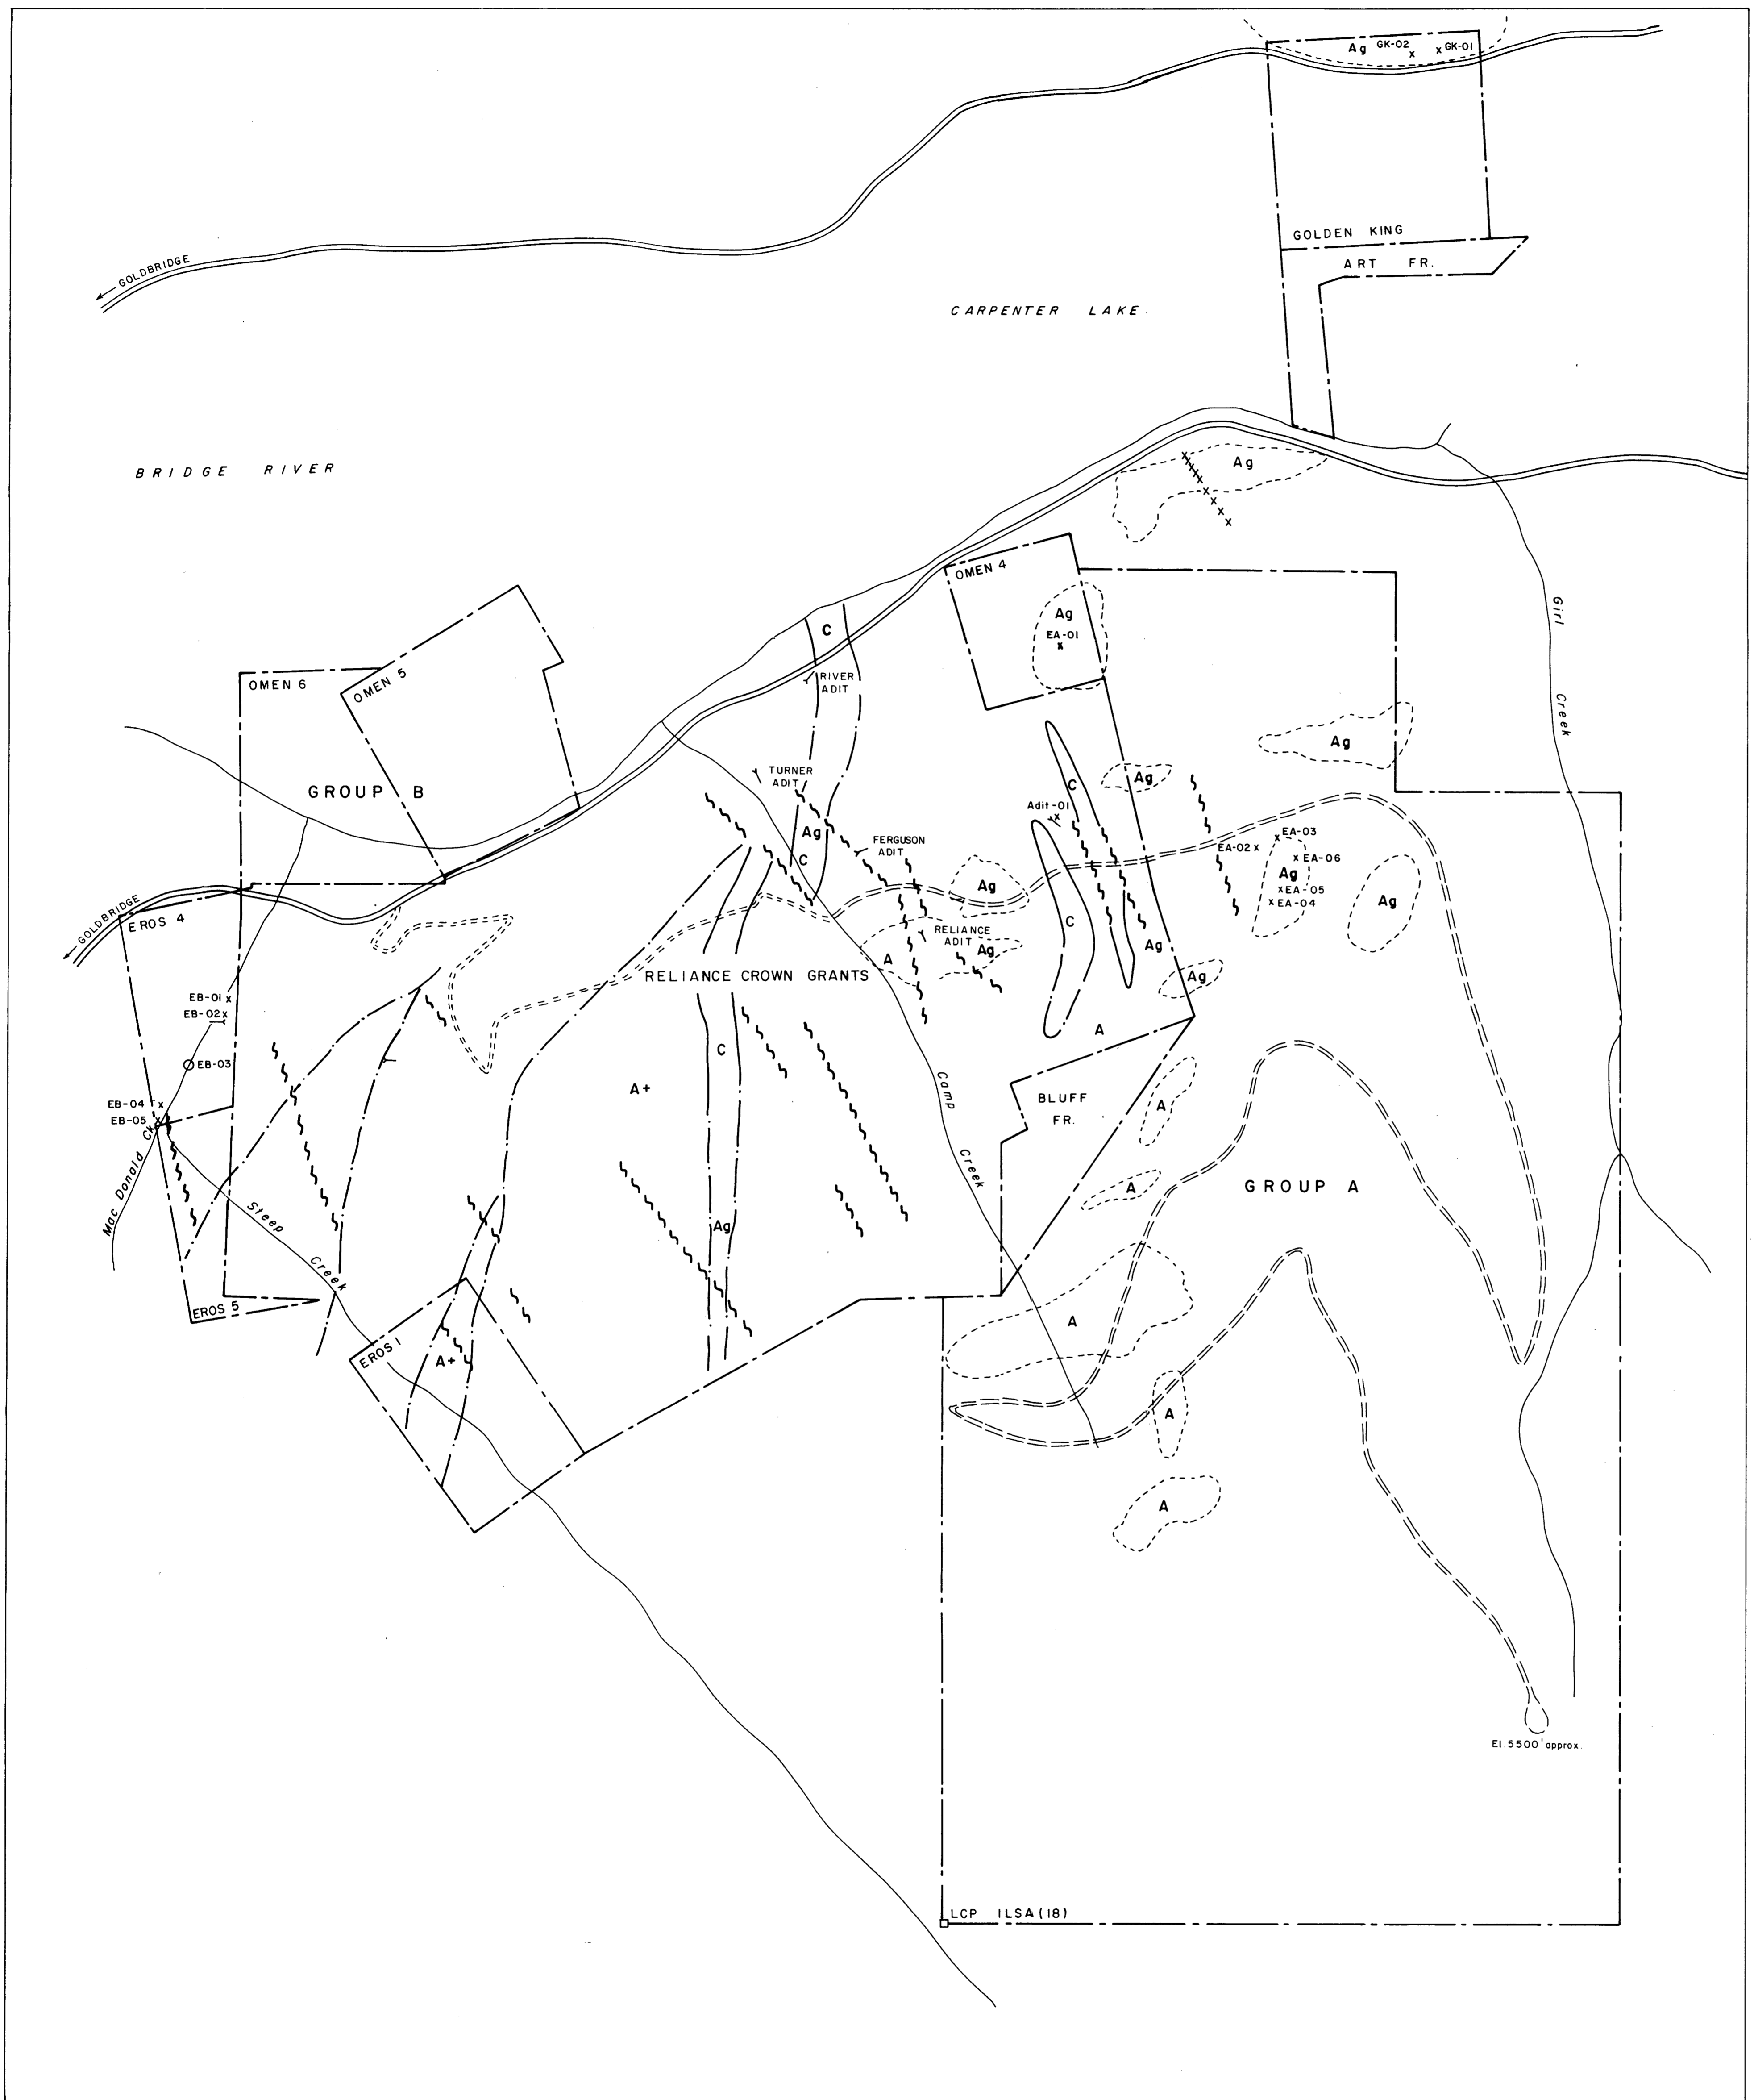 Ag
GK-02
x
x GK-01
GOLDEN KING
ART FR.
GOLDBRIDGE
CARPENTER LAKE
BRIDGE RIVER
Ag
OMEN 4
Ag
EA-01
x
Girl
Creek
C
RIVER
ADIT
OMEN 6
OMEN 5
GROUP B
Ag
TURNER
ADIT
Ag
C
Adit-01
x
C
Ag
FERGUSON
ADIT
EA-03
EA-02 x
x EA-06
Ag
x EA-05
x EA-04
Ag
Ag
GOLDBRIDGE
EROS 4
C
RELIANCE
ADIT
Ag
A
Ag
Ag
RELIANCE CROWN GRANTS
EB-01 x
EB-02 x
A
C
EB-03
A+
Camp
Creek
BLUFF
FR.
A
EB-04 x
EB-05 x
Mac Donald Ck
A
GROUP A
Steep
Creek
Ag
EROS 5
A
EROS 1
A+
A
A
El. 5500' approx.
LCP ILSA (18)